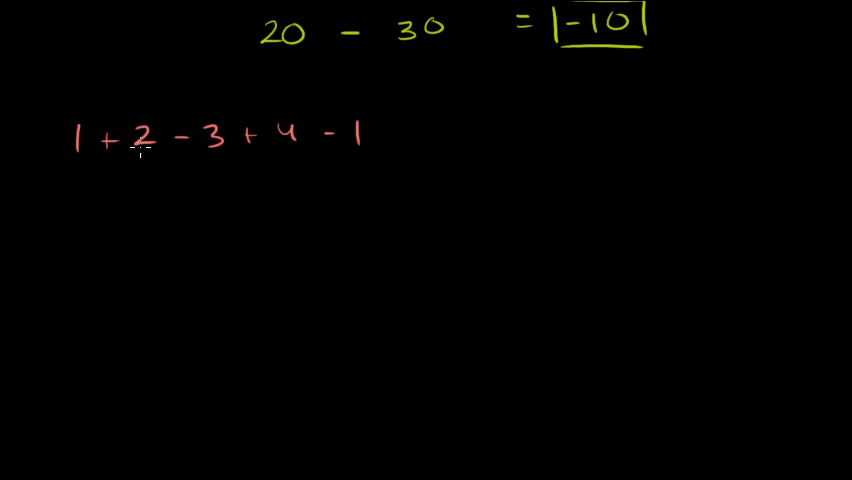 20 - 30 = -10
1 + 2 - 3 + 4 - 1